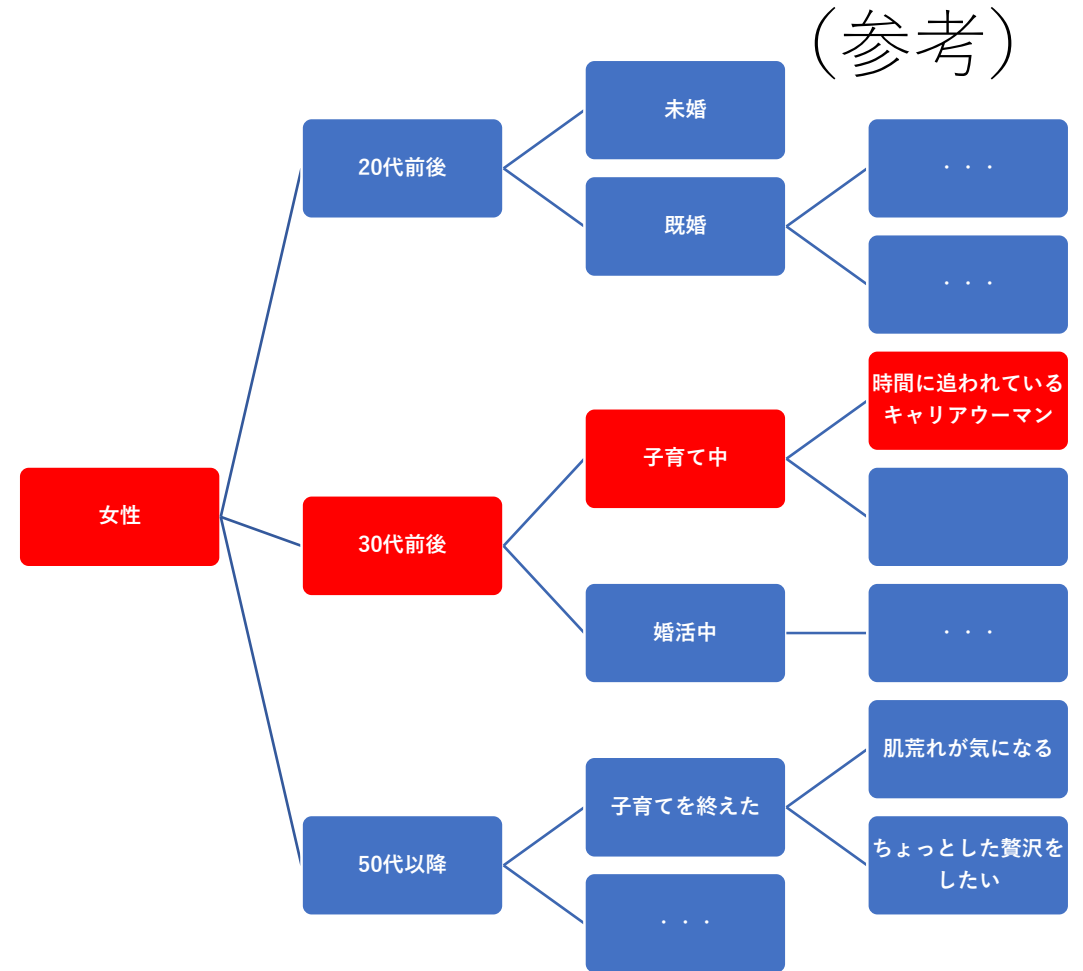 （参考）
女性
20代前後
未婚
既婚
・・・
・・・
30代前後
子育て中
時間に追われている
キャリアウーマン
婚活中
・・・
50代以降
子育てを終えた
肌荒れが気になる
ちょっとした贅沢を
したい
・・・